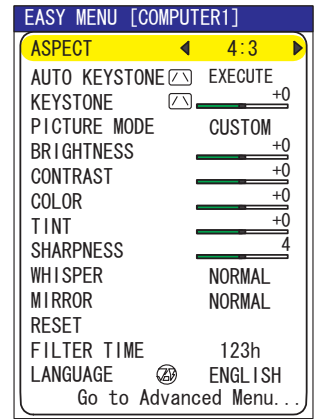 EASY MENU [COMPUTER1]
ASPECT 4:3
AUTO KEYSTONE EXECUTE
KEYSTONE +0
PICTURE MODE CUSTOM
BRIGHTNESS +0
CONTRAST +0
COLOR +0
TINT +0
SHARPNESS 4
WHISPER NORMAL
MIRROR NORMAL
RESET
FILTER TIME 123h
LANGUAGE ENGLISH
Go to Advanced Menu...